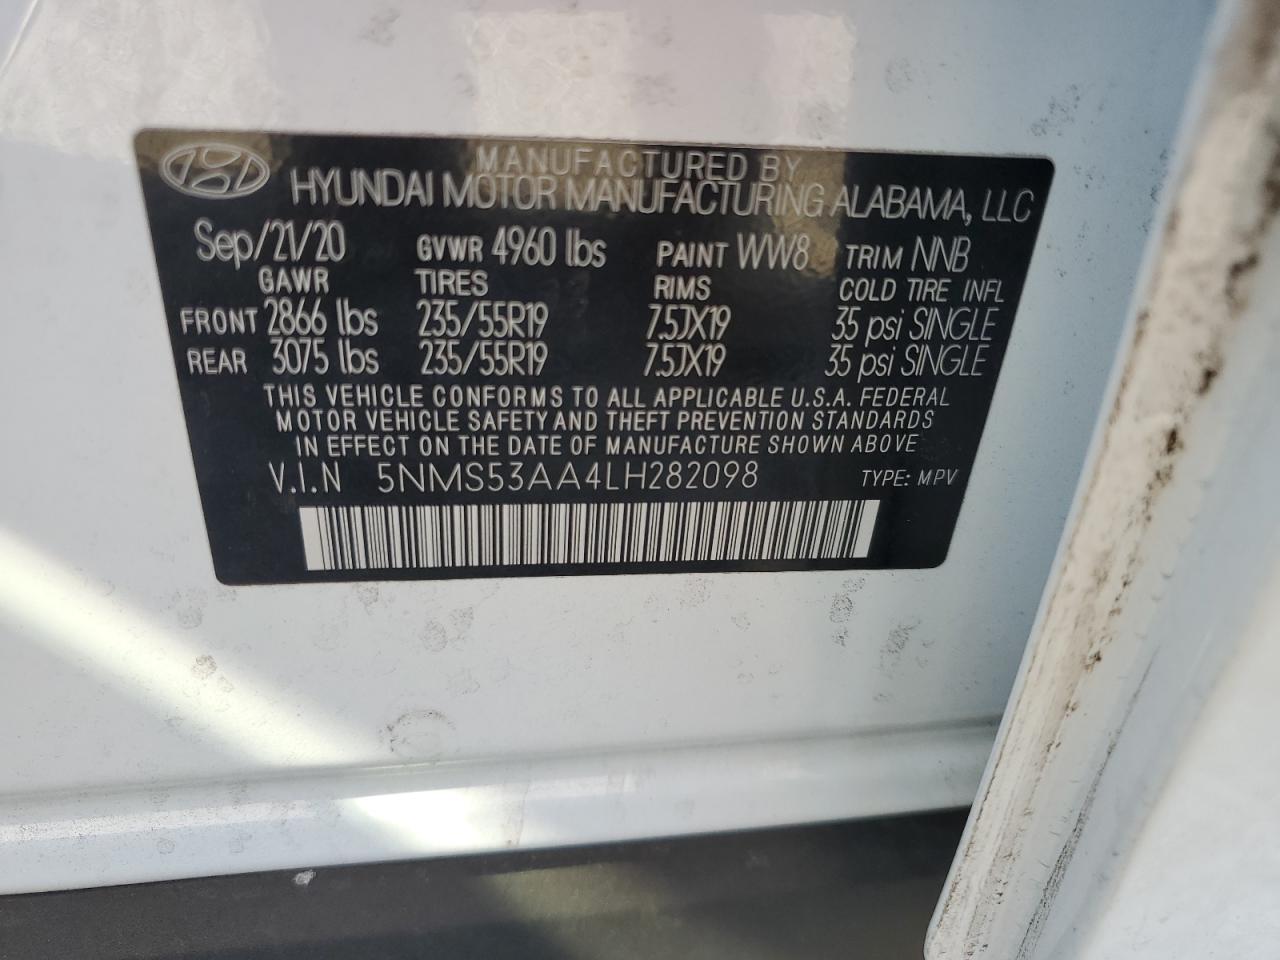 MANUFACTURED BY
HYUNDAI MOTOR MANUFACTURING ALABAMA, LLC
Sep/21/20 GVWR 4960 lbs PAINT WW8 TRIM NNB
GAWR TIRES RIMS COLD TIRE INFL
FRONT 2866 lbs 235/55R19 7.5JX19 35 psi SINGLE
REAR 3075 lbs 235/55R19 7.5JX19 35 psi SINGLE
THIS VEHICLE CONFORMS TO ALL APPLICABLE U.S.A. FEDERAL
MOTOR VEHICLE SAFETY AND THEFT PREVENTION STANDARDS
IN EFFECT ON THE DATE OF MANUFACTURE SHOWN ABOVE
V.I.N 5NMS53AA4LH282098 TYPE: MPV